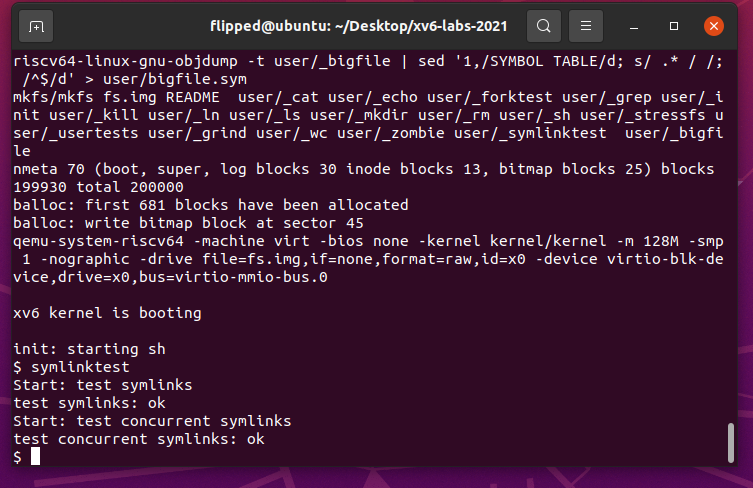 flipped@ubuntu: ~/Desktop/xv6-labs-2021
riscv64-linux-gnu-objdump -t user/_bigfile | sed '1,/SYMBOL TABLE/d; s/ .* / /;
 /^$/d' > user/bigfile.sym
mkfs/mkfs fs.img README  user/_cat user/_echo user/_forktest user/_grep user/_i
nit user/_kill user/_ln user/_ls user/_mkdir user/_rm user/_sh user/_stressfs u
ser/_usertests user/_grind user/_wc user/_zombie user/_symlinktest  user/_bigfi
le
nmeta 70 (boot, super, log blocks 30 inode blocks 13, bitmap blocks 25) blocks
199930 total 200000
balloc: first 681 blocks have been allocated
balloc: write bitmap block at sector 45
qemu-system-riscv64 -machine virt -bios none -kernel kernel/kernel -m 128M -smp
 1 -nographic -drive file=fs.img,if=none,format=raw,id=x0 -device virtio-blk-de
vice,drive=x0,bus=virtio-mmio-bus.0

xv6 kernel is booting

init: starting sh
$ symlinktest
Start: test symlinks
test symlinks: ok
Start: test concurrent symlinks
test concurrent symlinks: ok
$